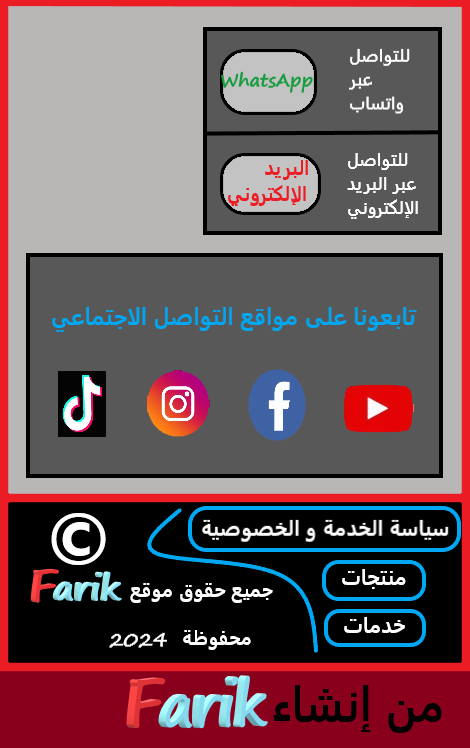 للتواصل
عبر
واتساب
WhatsApp
للتواصل
عبر البريد
الإلكتروني
البريد
الإلكتروني
تابعونا على مواقع التواصل الاجتماعي
سياسة الخدمة و الخصوصية
منتجات
خدمات
©
جميع حقوق موقع Farik
محفوظة 2024
من إنشاء Farik